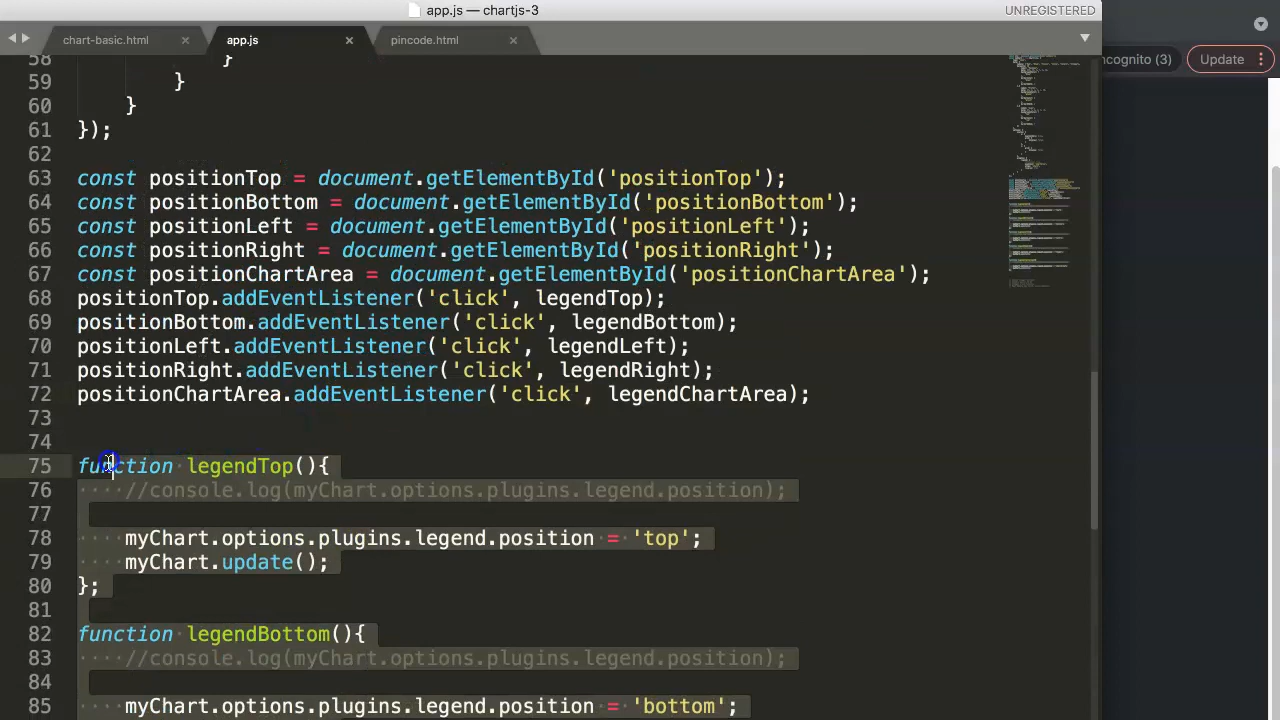 app.js — chartjs-3
UNREGISTERED
chart-basic.html
app.js
pincode.html
ncognito (3)
Update
58 }
59 }
60 }
61 });
62
63 const positionTop = document.getElementById('positionTop');
64 const positionBottom = document.getElementById('positionBottom');
65 const positionLeft = document.getElementById('positionLeft');
66 const positionRight = document.getElementById('positionRight');
67 const positionChartArea = document.getElementById('positionChartArea');
68 positionTop.addEventListener('click', legendTop);
69 positionBottom.addEventListener('click', legendBottom);
70 positionLeft.addEventListener('click', legendLeft);
71 positionRight.addEventListener('click', legendRight);
72 positionChartArea.addEventListener('click', legendChartArea);
73
74
75 function legendTop(){
76 //console.log(myChart.options.plugins.legend.position);
77
78 myChart.options.plugins.legend.position = 'top';
79 myChart.update();
80 };
81
82 function legendBottom(){
83 //console.log(myChart.options.plugins.legend.position);
84
85 myChart.options.plugins.legend.position = 'bottom';